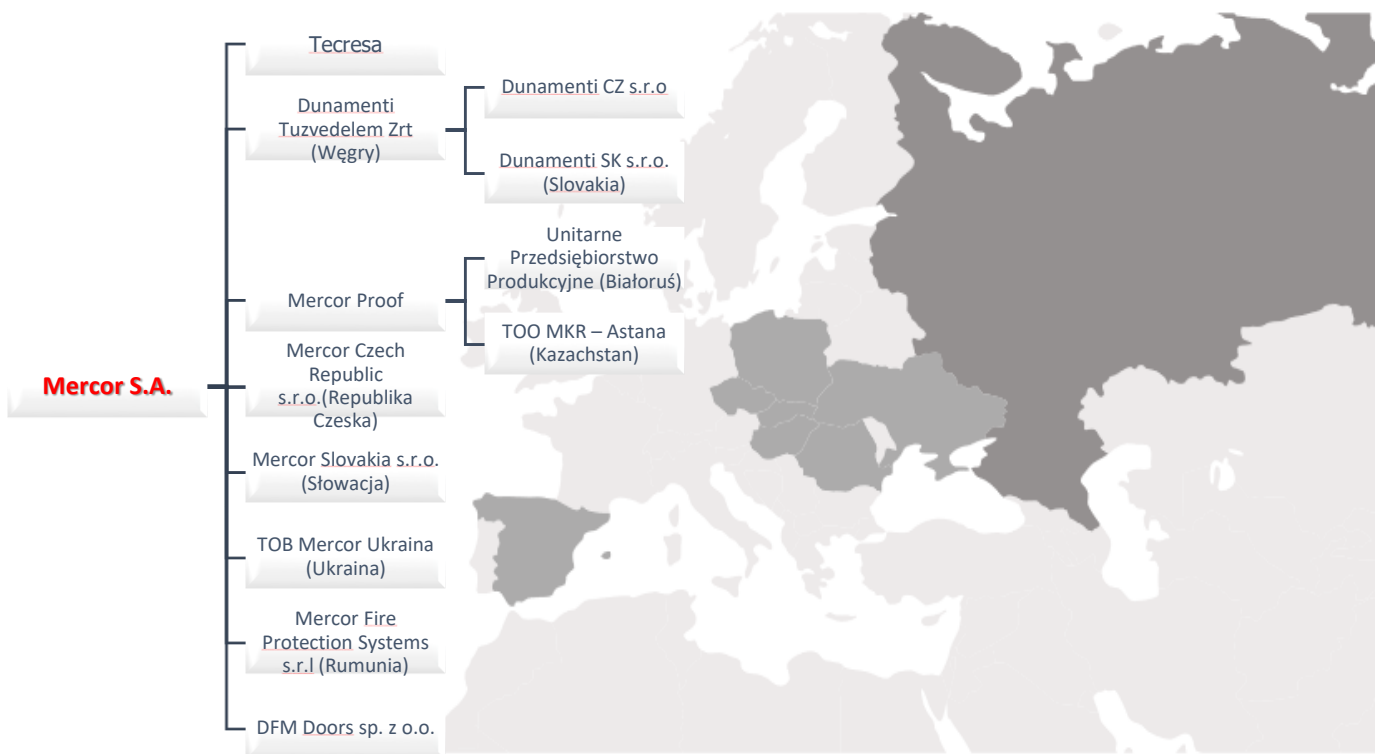 Mercor S.A.
Tecresa
Dunamenti
Tuzvedelem Zrt
(Węgry)
Dunamenti CZ s.r.o
Dunamenti SK s.r.o.
(Slovakia)
Mercor Proof
Unitarne
Przedsiębiorstwo
Produkcyjne (Białoruś)
TOO MKR – Astana
(Kazachstan)
Mercor Czech
Republic
s.r.o.(Republika
Czeska)
Mercor Slovakia s.r.o.
(Słowacja)
TOB Mercor Ukraina
(Ukraina)
Mercor Fire
Protection Systems
s.r.l (Rumunia)
DFM Doors sp. z o.o.